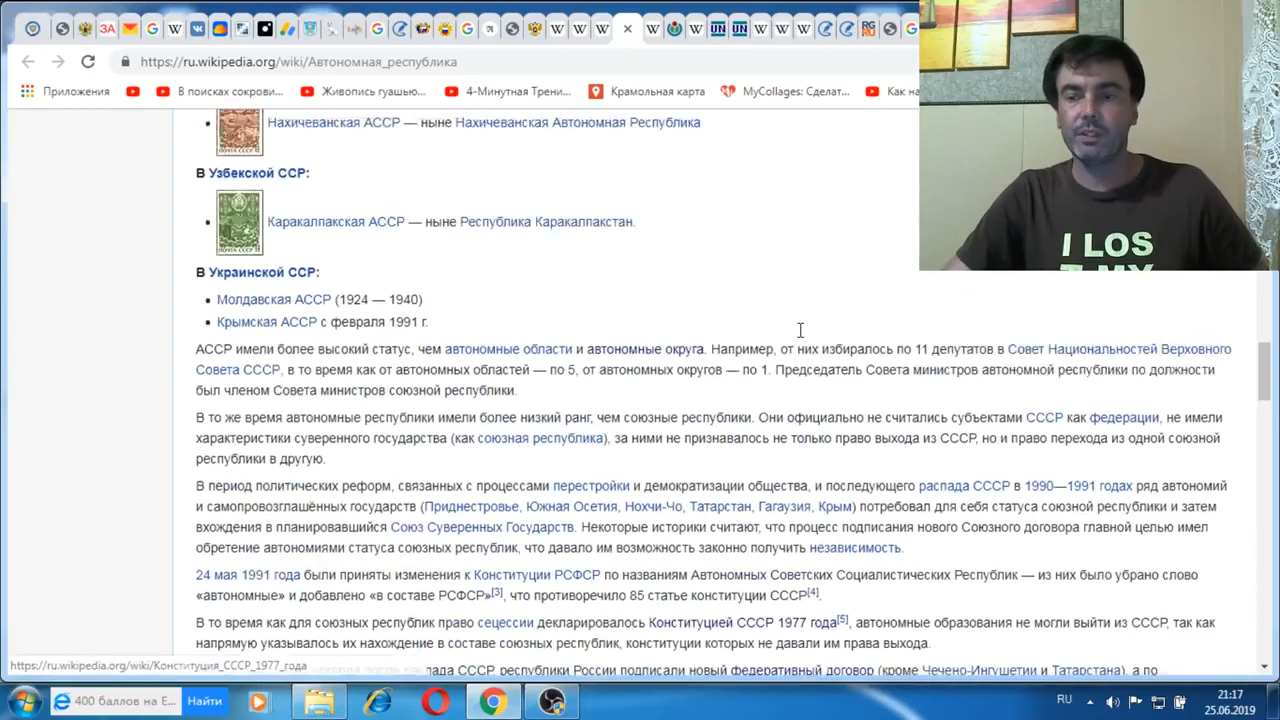 https://ru.wikipedia.org/wiki/Автономная_республика
Приложения
В поисках сокрови...
Живопись гуашью...
4-Минутная Трени...
Крамольная карта
MyCollages: Сделат...
Как на
Нахичеванская АССР — ныне Нахичеванская Автономная Республика
ПОЧТА СССР
В Узбекской ССР:
Каракалпакская АССР — ныне Республика Каракалпакстан.
ПОЧТА СССР
В Украинской ССР:
Молдавская АССР (1924 — 1940)
Крымская АССР с февраля 1991 г.
АССР имели более высокий статус, чем автономные области и автономные округа. Например, от них избиралось по 11 депутатов в Совет Национальностей Верховного
Совета СССР, в то время как от автономных областей — по 5, от автономных округов — по 1. Председатель Совета министров автономной республики по должности
был членом Совета министров союзной республики.
В то же время автономные республики имели более низкий ранг, чем союзные республики. Они официально не считались субъектами СССР как федерации, не имели
характеристики суверенного государства (как союзная республика), за ними не признавалось не только право выхода из СССР, но и право перехода из одной союзной
республики в другую.
В период политических реформ, связанных с процессами перестройки и демократизации общества, и последующего распада СССР в 1990—1991 годах ряд автономий
и самопровозглашённых государств (Приднестровье, Южная Осетия, Нохчи-Чо, Татарстан, Гагаузия, Крым) потребовал для себя статуса союзной республики и затем
вхождения в планировавшийся Союз Суверенных Государств. Некоторые историки считают, что процесс подписания нового Союзного договора главной целью имел
обретение автономиями статуса союзных республик, что давало им возможность законно получить независимость.
24 мая 1991 года были приняты изменения к Конституции РСФСР по названиям Автономных Советских Социалистических Республик — из них было убрано слово
«автономные» и добавлено «в составе РСФСР»[3], что противоречило 85 статье конституции СССР[4].
В то время как для союзных республик право сецессии декларировалось Конституцией СССР 1977 года[5], автономные образования не могли выйти из СССР, так как
напрямую указывалось их нахождение в составе союзных республик, конституции которых не давали им права выхода.
https://ru.wikipedia.org/wiki/Конституция_СССР_1977_года
распада СССР, республики России подписали новый федеративный договор (кроме Чечено-Ингушетии и Татарстана), а по
I LOS
T MY
400 баллов на Е...
Найти
RU
21:17
25.06.2019